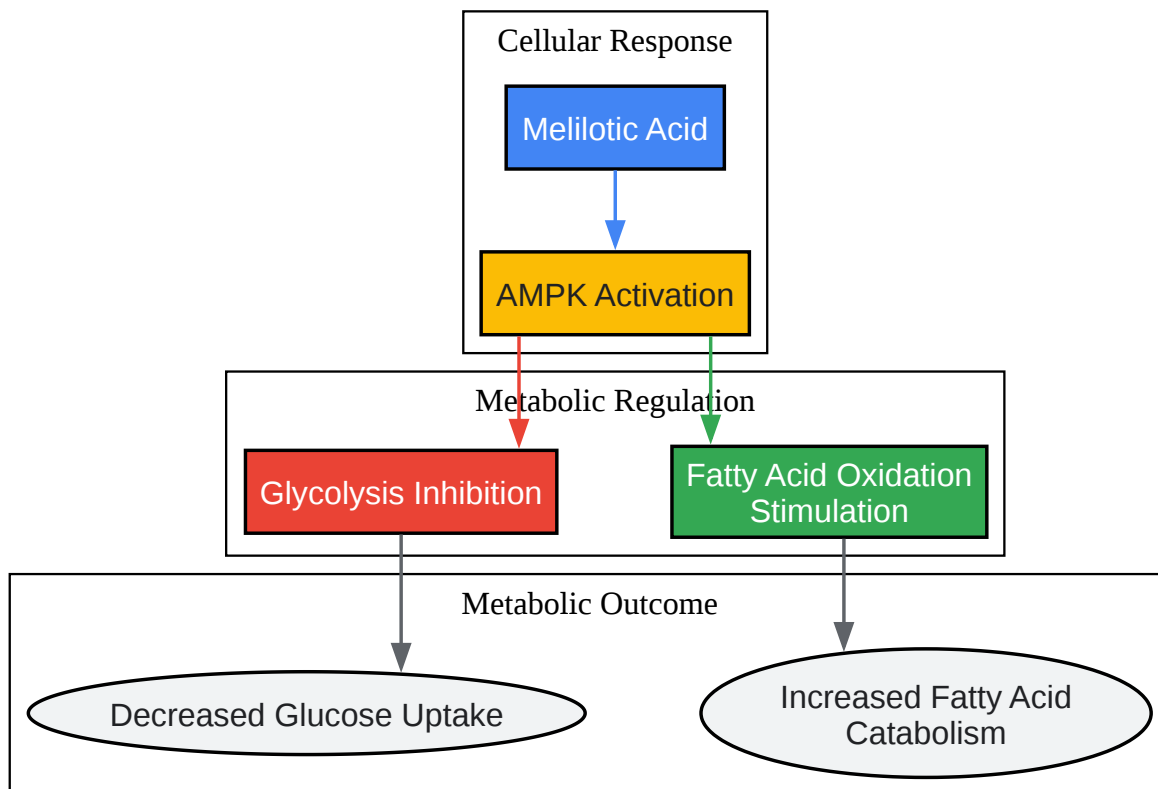 Cellular Response
Melilotic Acid
AMPK Activation
Metabolic Regulation
Glycolysis Inhibition
Fatty Acid Oxidation
Stimulation
Metabolic Outcome
Decreased Glucose Uptake
Increased Fatty Acid
Catabolism